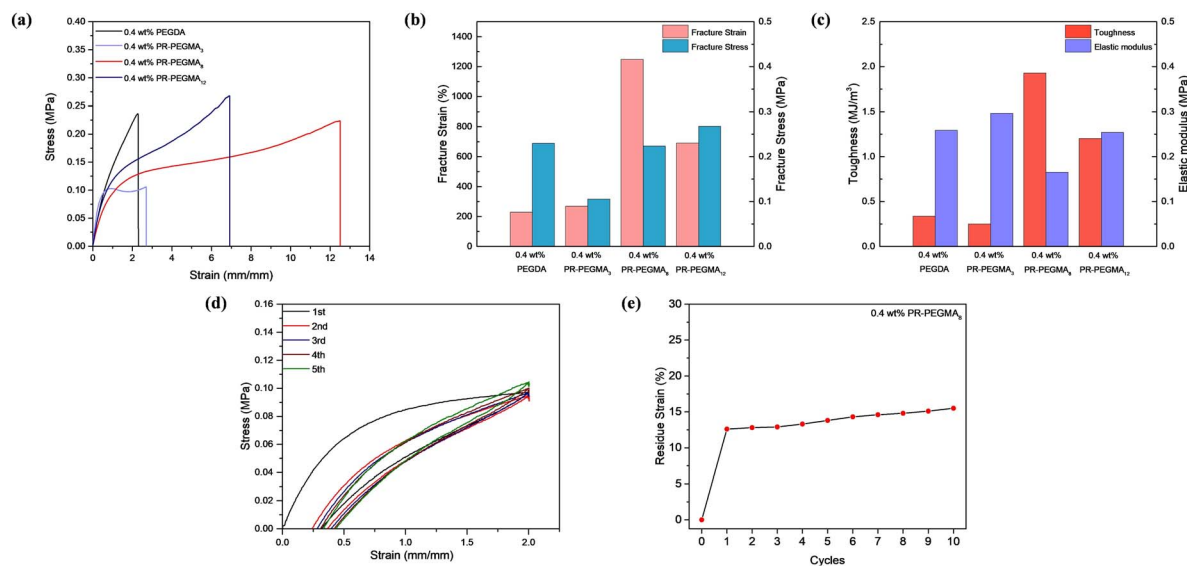 (a)
0.40
0.35
0.30
0.25
0.20
0.15
0.10
0.05
0.00
Stress (MPa)
0.4 wt% PEGDA
0.4 wt% PR-PEGMA₃
0.4 wt% PR-PEGMA₈
0.4 wt% PR-PEGMA₁₂
0 2 4 6 8 10 12 14
Strain (mm/mm)
(b)
1400
1200
1000
800
600
400
200
0
Fracture Strain (%)
Fracture Strain
Fracture Stress
0.5
0.4
0.3
0.2
0.1
0.0
Fracture Stress (MPa)
0.4 wt% 0.4 wt% 0.4 wt% 0.4 wt%
PEGDA PR-PEGMA₃ PR-PEGMA₈ PR-PEGMA₁₂
(c)
2.5
2.0
1.5
1.0
0.5
0.0
Toughness (MJ/m³)
Toughness
Elastic modulus
0.5
0.4
0.3
0.2
0.1
0.0
Elastic modulus (MPa)
0.4 wt% 0.4 wt% 0.4 wt% 0.4 wt%
PEGDA PR-PEGMA₃ PR-PEGMA₈ PR-PEGMA₁₂
(d)
0.16
0.14
0.12
0.10
0.08
0.06
0.04
0.02
0.00
Stress (MPa)
1st
2nd
3rd
4th
5th
0.0 0.5 1.0 1.5 2.0
Strain (mm/mm)
(e)
30
25
20
15
10
5
0
Residue Strain (%)
0.4 wt% PR-PEGMA₈
0 1 2 3 4 5 6 7 8 9 10
Cycles